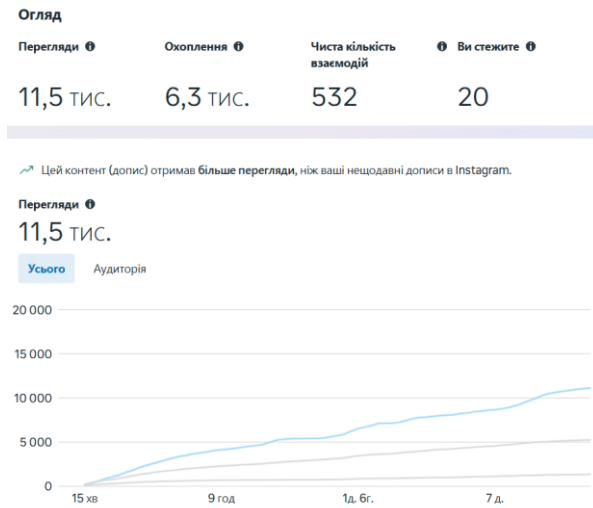 Огляд
Перегляди Охоплення Чиста кількість взаємодій Ви стежите
11,5 тис. 6,3 тис. 532 20
Цей контент (допис) отримав більше перегляди, ніж ваші нещодавні дописи в Instagram.
Перегляди
11,5 тис.
Усього Аудиторія
20 000
15 000
10 000
5 000
0
15 хв 9 год 1д. 6г. 7 д.